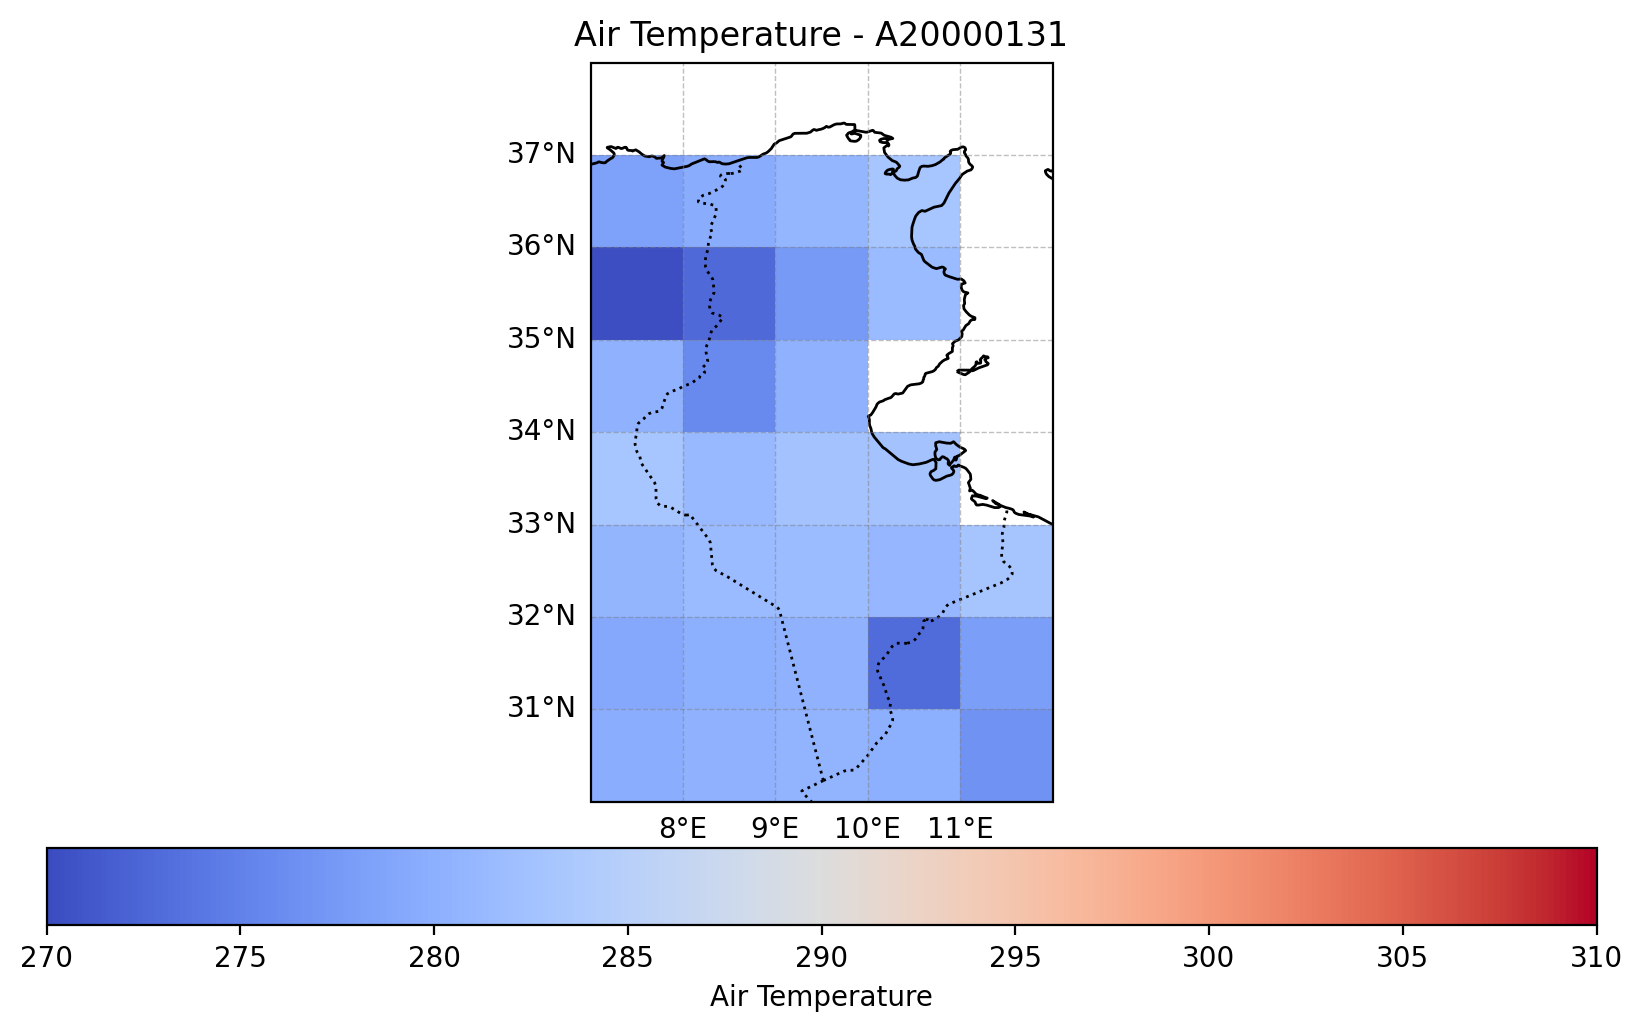 Air Temperature - A20000131
37°N
36°N
35°N
34°N
33°N
32°N
31°N
8°E 9°E 10°E 11°E
270 275 280 285 290 295 300 305 310
Air Temperature